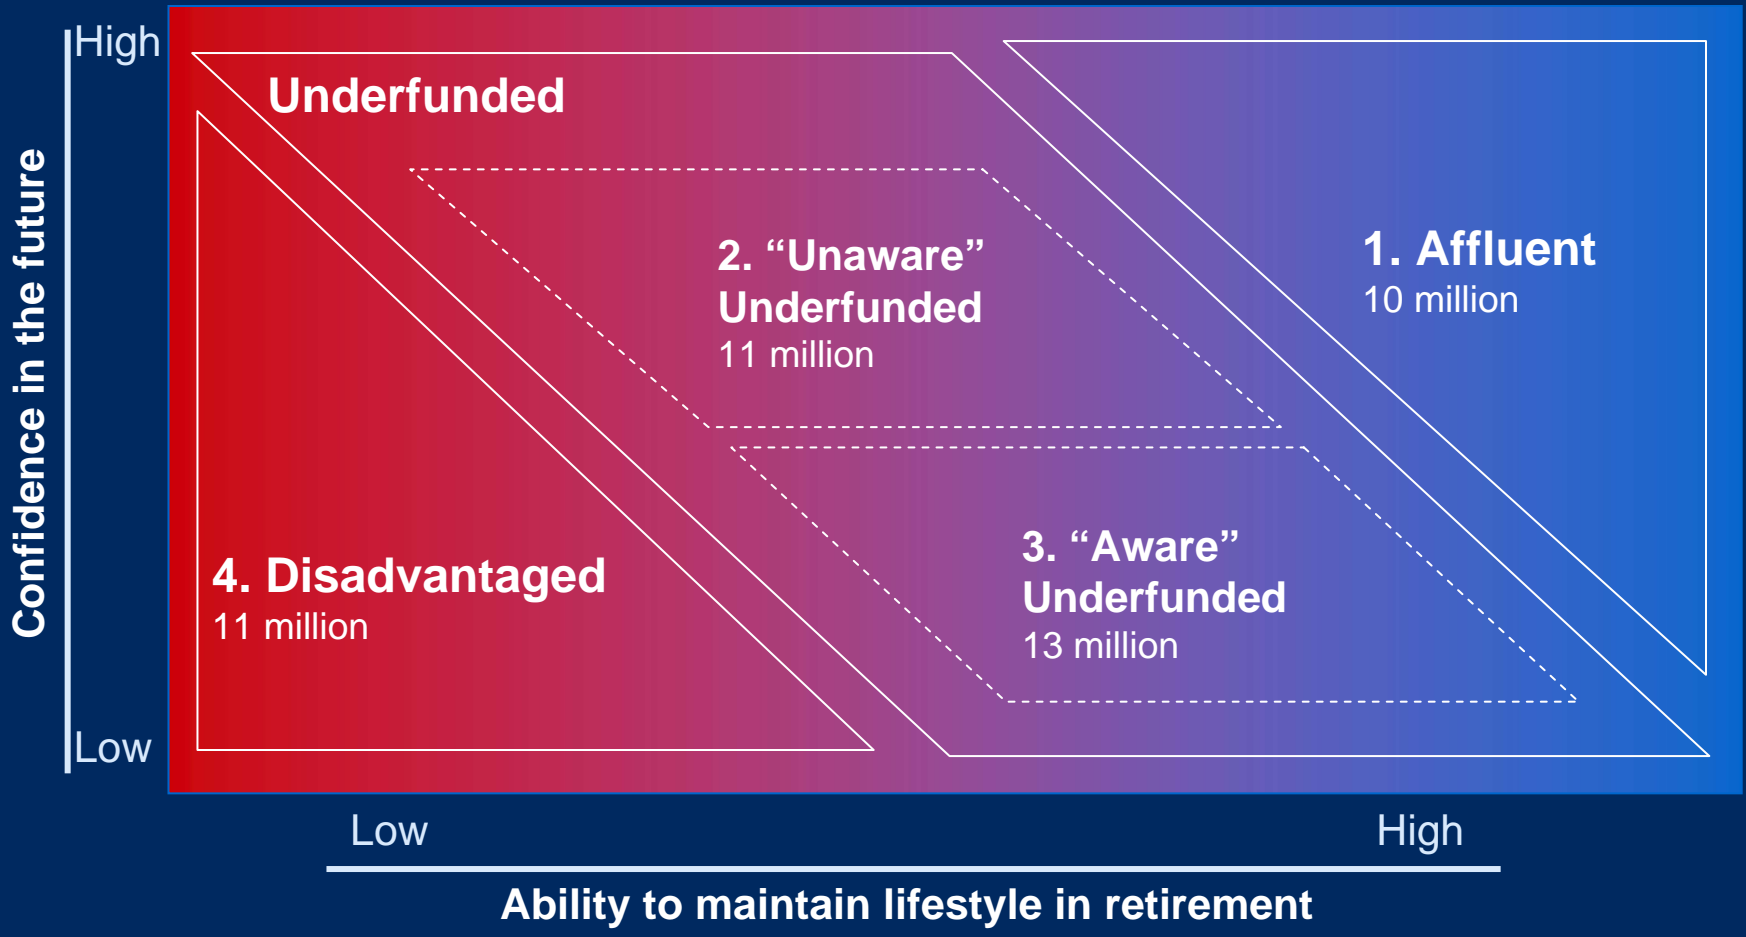 High
Underfunded
2. “Unaware”
Underfunded
11 million
1. Affluent
10 million
Confidence in the future
3. “Aware”
Underfunded
13 million
4. Disadvantaged
11 million
Low
Low
High
Ability to maintain lifestyle in retirement